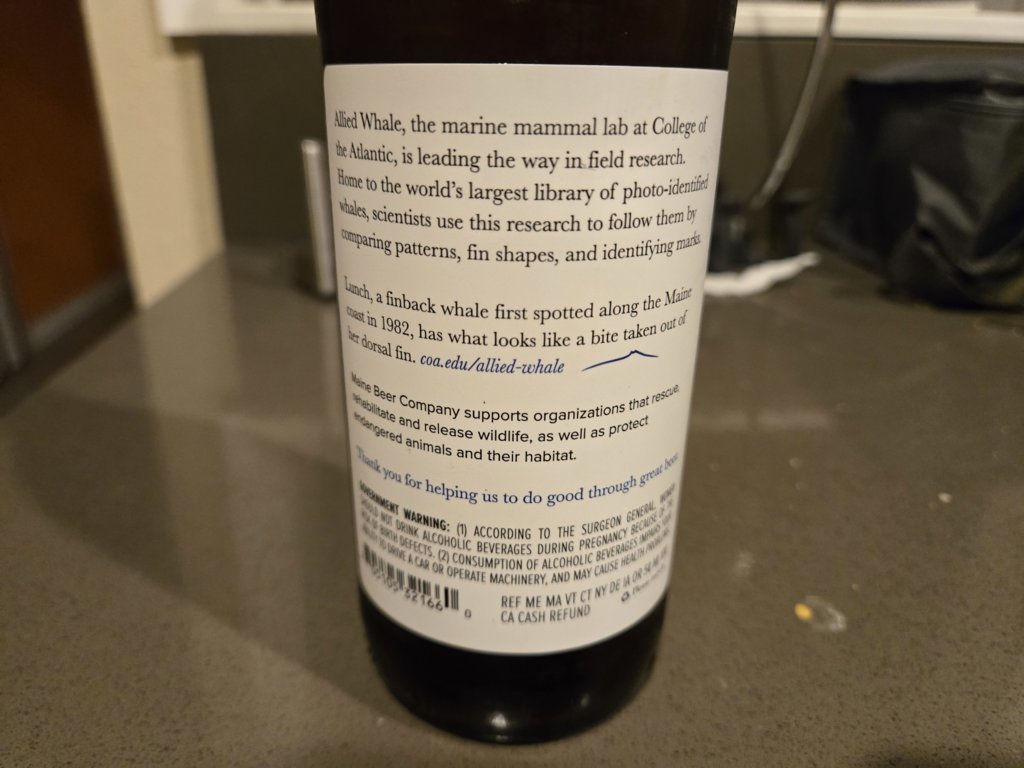 Allied Whale, the marine mammal lab at College of
the Atlantic, is leading the way in field research.
Home to the world's largest library of photo-identified
whales, scientists use this research to follow them by
comparing patterns, fin shapes, and identifying marks.
Lunch, a finback whale first spotted along the Maine
coast in 1982, has what looks like a bite taken out of
her dorsal fin. coa.edu/allied-whale
Maine Beer Company supports organizations that rescue,
rehabilitate and release wildlife, as well as protect
endangered animals and their habitat.
Thank you for helping us to do good through great beer.
GOVERNMENT WARNING: (1) ACCORDING TO THE SURGEON GENERAL, WOMEN
SHOULD NOT DRINK ALCOHOLIC BEVERAGES DURING PREGNANCY BECAUSE OF THE
RISK OF BIRTH DEFECTS. (2) CONSUMPTION OF ALCOHOLIC BEVERAGES IMPAIRS YOUR
ABILITY TO DRIVE A CAR OR OPERATE MACHINERY, AND MAY CAUSE HEALTH PROBLEMS.
32166 0
REF ME MA VT CT NY DE IA OR
CA CASH REFUND